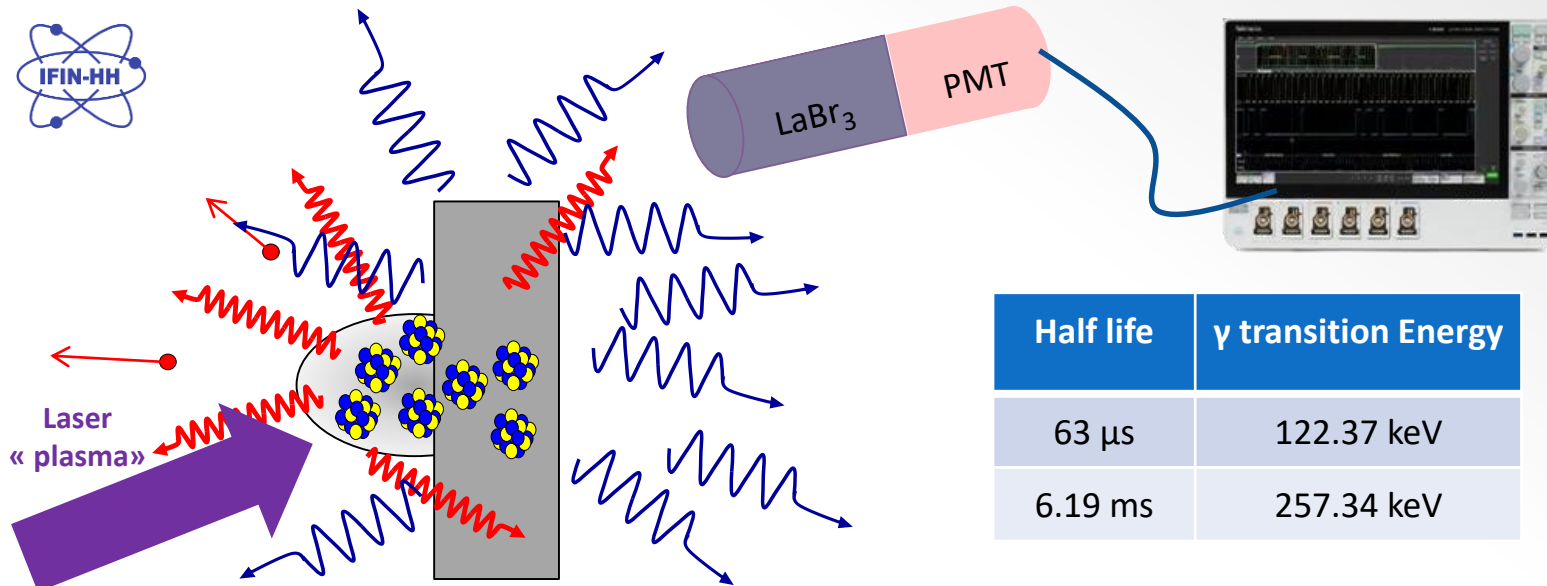 IFIN-HH
LaBr₃
PMT
Tektronix
Laser
« plasma»
Half life γ transition Energy
63 μs 122.37 keV
6.19 ms 257.34 keV